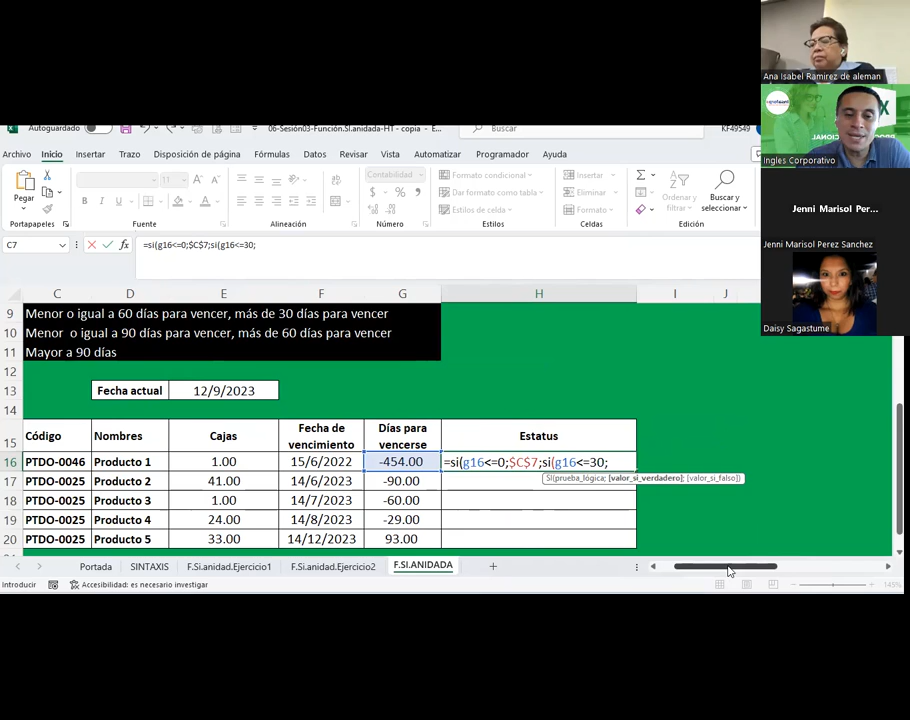 Ana Isabel Ramirez de aleman
Ingles Corporativo
Jenni Marisol Per...
Jenni Marisol Perez Sanchez
Daisy Sagastume
Autoguardado
06-Sesión03-Función.SI.anidada-HT - copia - E...
Buscar
KF49549
Archivo Inicio Insertar Trazo Disposición de página Fórmulas Datos Revisar Vista Automatizar Programador Ayuda
Pegar
11
Contabilidad
Formato condicional
Dar formato como tabla
Estilos de celda
Insertar
Eliminar
Formato
Buscar y
seleccionar
Portapapeles Fuente Alineación Número Estilos Celdas Edición
C7 =si(g16<=0;$C$7;si(g16<=30;
C D E F G H I J
9 Menor o igual a 60 días para vencer, más de 30 días para vencer
10 Menor o igual a 90 días para vencer, más de 60 días para vencer
11 Mayor a 90 días
12
13 Fecha actual 12/9/2023
14
15 Código Nombres Cajas Fecha de vencimiento Días para vencerse Estatus
16 PTDO-0046 Producto 1 1.00 15/6/2022 -454.00 =si(g16<=0;$C$7;si(g16<=30;
SI(prueba_lógica; [valor_si_verdadero]; [valor_si_falso])
17 PTDO-0025 Producto 2 41.00 14/6/2023 -90.00
18 PTDO-0025 Producto 3 1.00 14/7/2023 -60.00
19 PTDO-0025 Producto 4 24.00 14/8/2023 -29.00
20 PTDO-0025 Producto 5 33.00 14/12/2023 93.00
Portada SINTAXIS F.Si.anidad.Ejercicio1 F.Si.anidad.Ejercicio2 F.SI.ANIDADA
Introducir Accesibilidad: es necesario investigar 145%